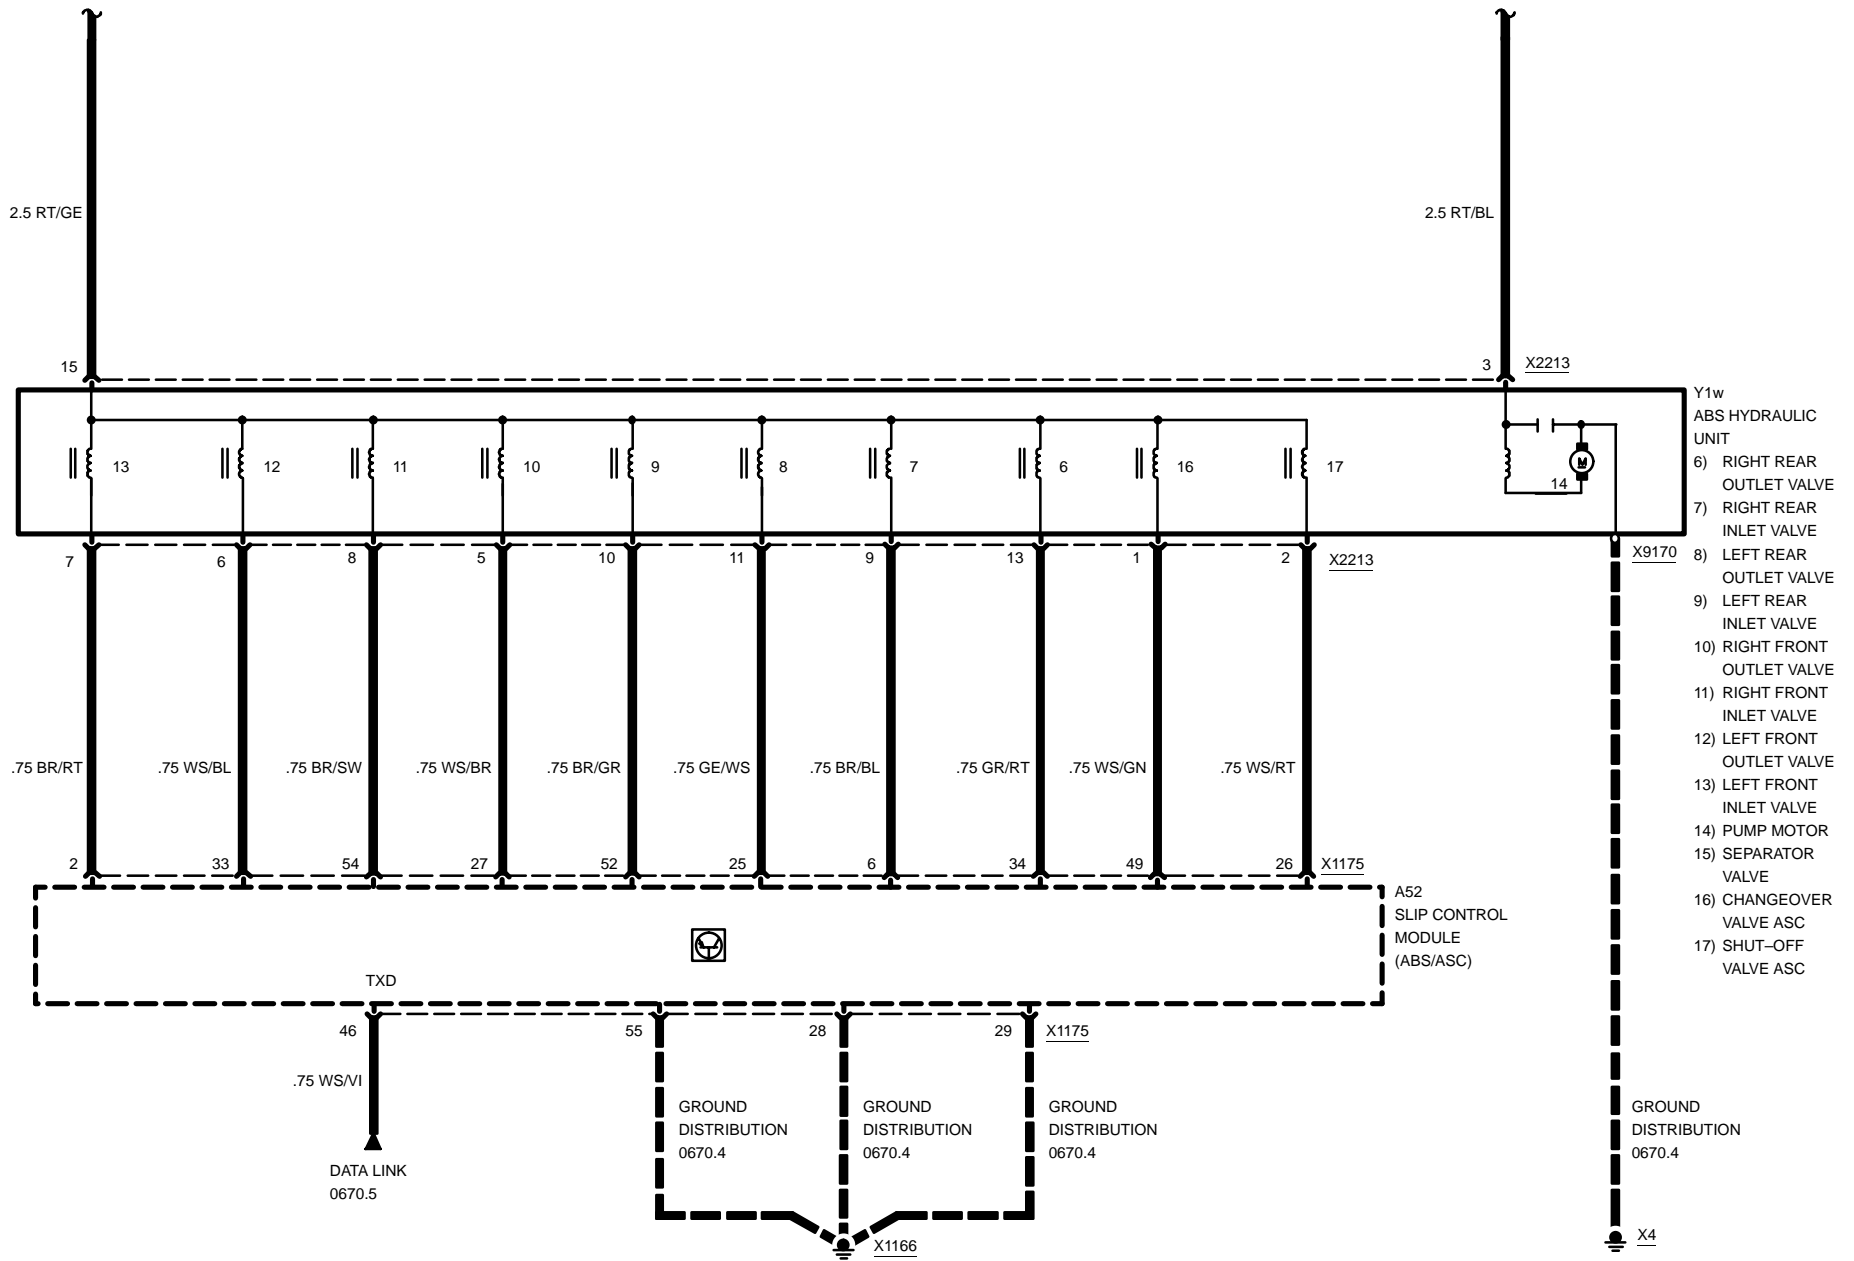 2.5 RT/GE
2.5 RT/BL
15
3
X2213
Y1w
ABS HYDRAULIC
UNIT
6) RIGHT REAR
OUTLET VALVE
7) RIGHT REAR
INLET VALVE
8) LEFT REAR
OUTLET VALVE
9) LEFT REAR
INLET VALVE
10) RIGHT FRONT
OUTLET VALVE
11) RIGHT FRONT
INLET VALVE
12) LEFT FRONT
OUTLET VALVE
13) LEFT FRONT
INLET VALVE
14) PUMP MOTOR
15) SEPARATOR
VALVE
16) CHANGEOVER
VALVE ASC
17) SHUT–OFF
VALVE ASC
13 12 11 10 9 8 7 6 16 17
M
14
7 6 8 5 10 11 9 13 1 2 X2213
X9170
.75 BR/RT .75 WS/BL .75 BR/SW .75 WS/BR .75 BR/GR .75 GE/WS .75 BR/BL .75 GR/RT .75 WS/GN .75 WS/RT
2 33 54 27 52 25 6 34 49 26 X1175
A52
SLIP CONTROL
MODULE
(ABS/ASC)
TXD
46 55 28 29 X1175
.75 WS/VI
DATA LINK
0670.5
GROUND
DISTRIBUTION
0670.4
GROUND
DISTRIBUTION
0670.4
GROUND
DISTRIBUTION
0670.4
GROUND
DISTRIBUTION
0670.4
X1166
X4